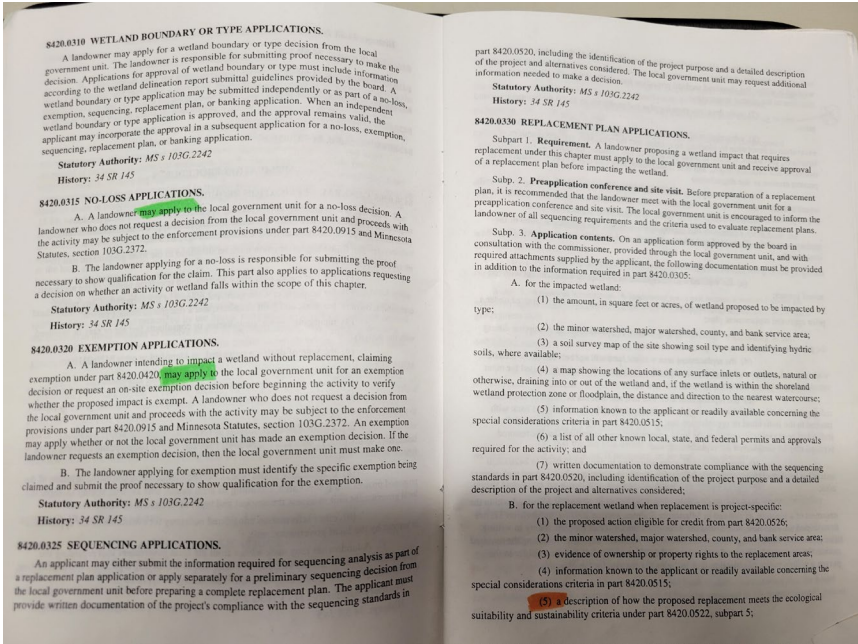 8420.0310 WETLAND BOUNDARY OR TYPE APPLICATIONS.
A landowner may apply for a wetland boundary or type decision from the local
government unit. The landowner is responsible for submitting proof necessary to make the
decision. Applications for approval of wetland boundary or type must include information
according to the wetland delineation report submittal guidelines provided by the board. A
wetland boundary or type application may be submitted independently or as part of a no-loss,
exemption, sequencing, replacement plan, or banking application. When an independent
wetland boundary or type application is approved, and the approval remains valid, the
applicant may incorporate the approval in a subsequent application for a no-loss, exemption,
sequencing, replacement plan, or banking application.
Statutory Authority: MS s 103G.2242
History: 34 SR 145
8420.0315 NO-LOSS APPLICATIONS.
A. A landowner may apply to the local government unit for a no-loss decision. A
landowner who does not request a decision from the local government unit and proceeds with
the activity may be subject to the enforcement provisions under part 8420.0915 and Minnesota
Statutes, section 103G.2372.
B. The landowner applying for a no-loss is responsible for submitting the proof
necessary to show qualification for the claim. This part also applies to applications requesting
a decision on whether an activity or wetland falls within the scope of this chapter.
Statutory Authority: MS s 103G.2242
History: 34 SR 145
8420.0320 EXEMPTION APPLICATIONS.
A. A landowner intending to impact a wetland without replacement, claiming
exemption under part 8420.0420, may apply to the local government unit for an exemption
decision or request an on-site exemption decision before beginning the activity to verify
whether the proposed impact is exempt. A landowner who does not request a decision from
the local government unit and proceeds with the activity may be subject to the enforcement
provisions under part 8420.0915 and Minnesota Statutes, section 103G.2372. An exemption
may apply whether or not the local government unit has made an exemption decision. If the
landowner requests an exemption decision, then the local government unit must make one.
B. The landowner applying for exemption must identify the specific exemption being
claimed and submit the proof necessary to show qualification for the exemption.
Statutory Authority: MS s 103G.2242
History: 34 SR 145
8420.0325 SEQUENCING APPLICATIONS.
An applicant may either submit the information required for sequencing analysis as part of
a replacement plan application or apply separately for a preliminary sequencing decision from
the local government unit before preparing a complete replacement plan. The applicant must
provide written documentation of the project's compliance with the sequencing standards in
part 8420.0520, including the identification of the project purpose and a detailed description
of the project and alternatives considered. The local government unit may request additional
information needed to make a decision.
Statutory Authority: MS s 103G.2242
History: 34 SR 145
8420.0330 REPLACEMENT PLAN APPLICATIONS.
Subpart 1. Requirement. A landowner proposing a wetland impact that requires
replacement under this chapter must apply to the local government unit and receive approval
of a replacement plan before impacting the wetland.
Subp. 2. Preapplication conference and site visit. Before preparation of a replacement
plan, it is recommended that the landowner meet with the local government unit for a
preapplication conference and site visit. The local government unit is encouraged to inform the
landowner of all sequencing requirements and the criteria used to evaluate replacement plans.
Subp. 3. Application contents. On an application form approved by the board in
consultation with the commissioner, provided through the local government unit, and with
required attachments supplied by the applicant, the following documentation must be provided
in addition to the information required in part 8420.0305:
A. for the impacted wetland:
(1) the amount, in square feet or acres, of wetland proposed to be impacted by
type;
(2) the minor watershed, major watershed, county, and bank service area;
(3) a soil survey map of the site showing soil type and identifying hydric
soils, where available;
(4) a map showing the locations of any surface inlets or outlets, natural or
otherwise, draining into or out of the wetland and, if the wetland is within the shoreland
wetland protection zone or floodplain, the distance and direction to the nearest watercourse;
(5) information known to the applicant or readily available concerning the
special considerations criteria in part 8420.0515;
(6) a list of all other known local, state, and federal permits and approvals
required for the activity; and
(7) written documentation to demonstrate compliance with the sequencing
standards in part 8420.0520, including identification of the project purpose and a detailed
description of the project and alternatives considered;
B. for the replacement wetland when replacement is project-specific:
(1) the proposed action eligible for credit from part 8420.0526;
(2) the minor watershed, major watershed, county, and bank service area;
(3) evidence of ownership or property rights to the replacement areas;
(4) information known to the applicant or readily available concerning the
special considerations criteria in part 8420.0515;
(5) a description of how the proposed replacement meets the ecological
suitability and sustainability criteria under part 8420.0522, subpart 5;